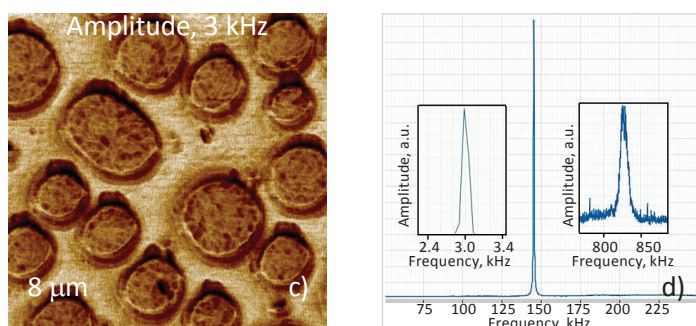 Amplitude, 3 kHz
8 μm
c)
Amplitude, a.u.
2.4 3.0 3.4
Frequency, kHz
Amplitude, a.u.
800 850
Frequency, kHz
d)
75 100 125 150 175 200 225
Frequency, kHz